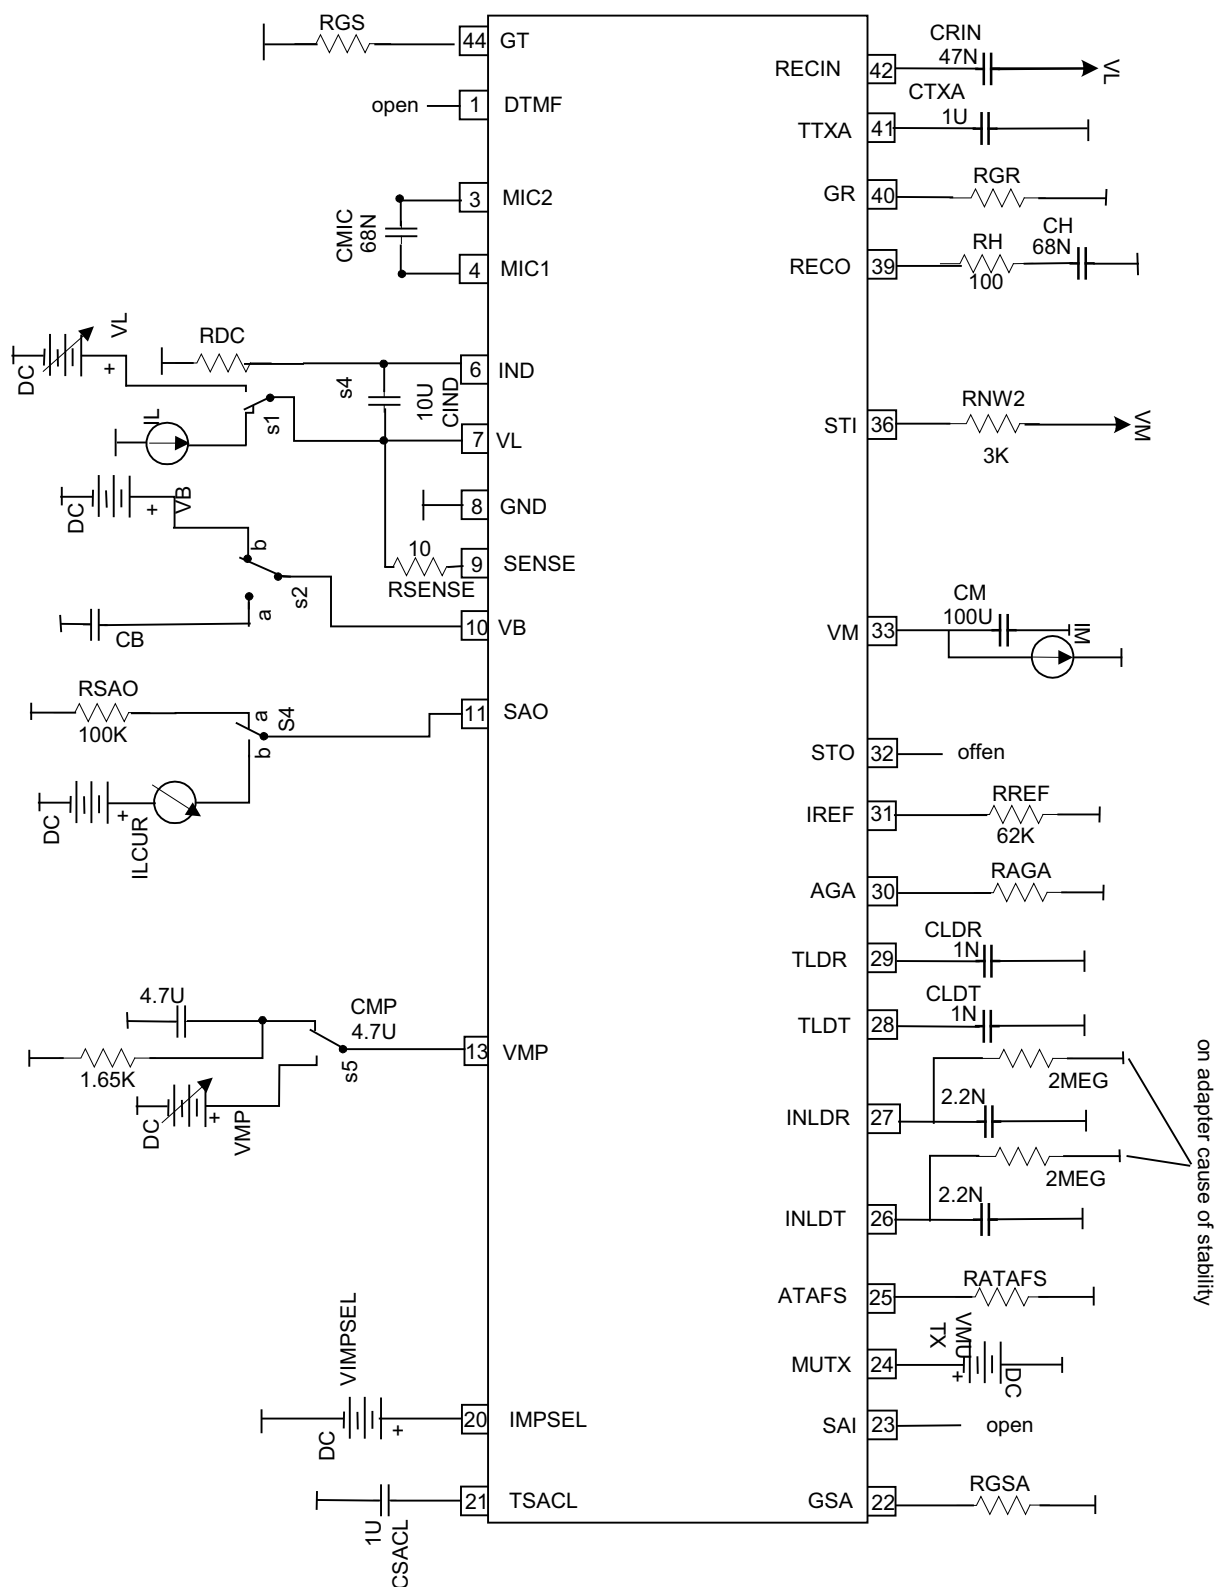 RGS
44 GT
open 1 DTMF
3 MIC2
CMIC
68N
4 MIC1
VL
DC +
RDC
6 IND
s4
10U
CIND
IL
s1
7 VL
DC + VB
8 GND
b
10
9 SENSE
RSENSE
s2
a
CB
10 VB
RSAO
100K
a
S4
b
11 SAO
DC +
ILCUR
4.7U
CMP
4.7U
13 VMP
1.65K
s5
DC +
VMP
VIMPSEL
DC +
20 IMPSEL
21 TSACL
1U
CSACL
CRIN
RECIN 42 47N VL
CTXA
TTXA 41 1U
RGR
GR 40
RH CH
68N
RECO 39
100
RNW2
STI 36 VM
3K
CM
100U
VM 33 IM
STO 32 offen
RREF
IREF 31
62K
RAGA
AGA 30
CLDR
1N
TLDR 29
CLDT
1N
TLDT 28
2MEG
2.2N
INLDR 27
2MEG
2.2N
INLDT 26
on adapter cause of stability
RATAFS
ATAFS 25
VMU
TX
MUTX 24 + DC
SAI 23 open
RGSA
GSA 22